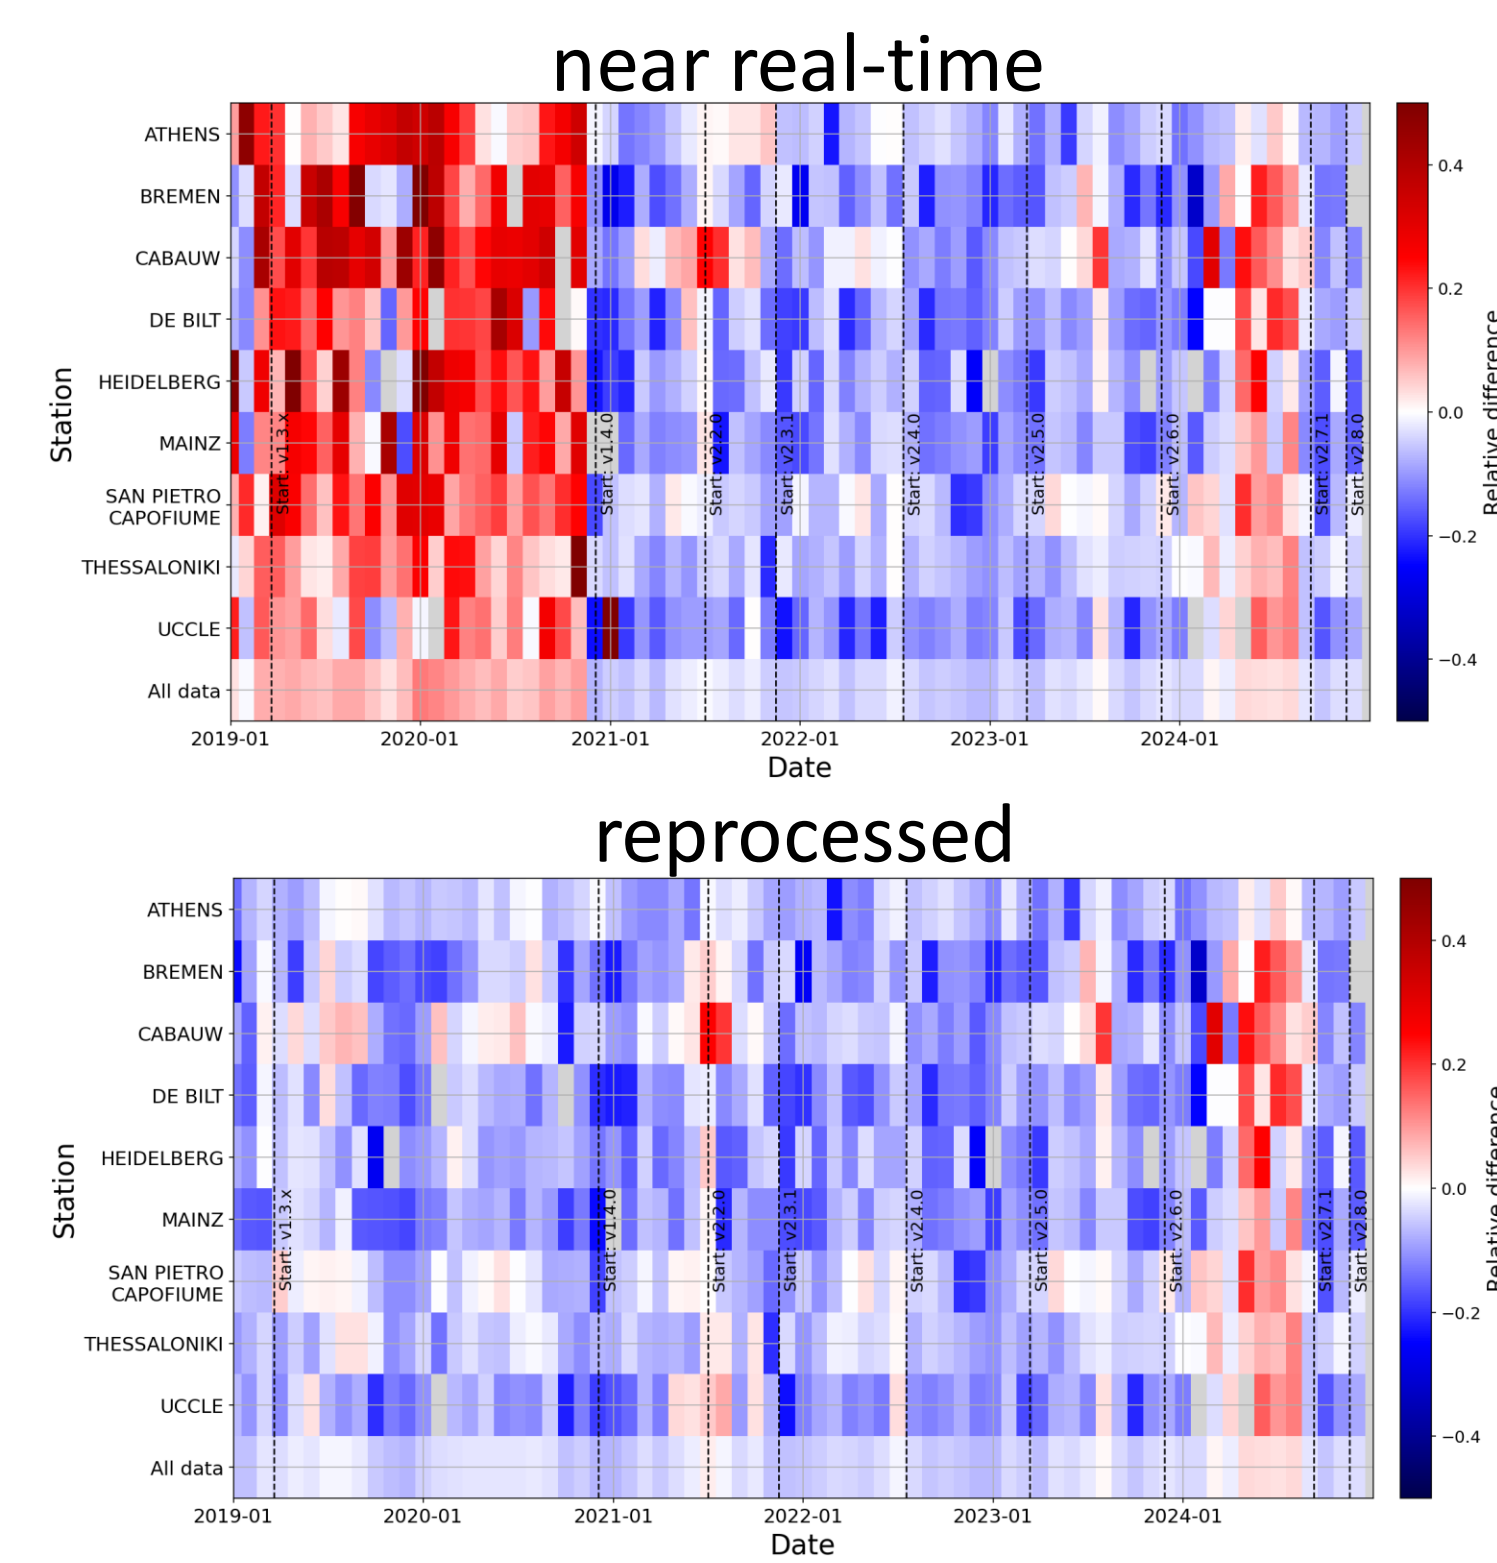 near real-time
ATHENS
BREMEN
CABAUW
DE BILT
HEIDELBERG
MAINZ
SAN PIETRO
CAPOFIUME
THESSALONIKI
UCCLE
All data
Station
Start: v1.3.x
Start: v1.4.0
Start: v2.2.0
Start: v2.3.1
Start: v2.4.0
Start: v2.5.0
Start: v2.6.0
Start: v2.7.1
Start: v2.8.0
2019-01
2020-01
2021-01
2022-01
2023-01
2024-01
Date
0.4
0.2
0.0
−0.2
−0.4
Relative difference
reprocessed
ATHENS
BREMEN
CABAUW
DE BILT
HEIDELBERG
MAINZ
SAN PIETRO
CAPOFIUME
THESSALONIKI
UCCLE
All data
Station
Start: v1.3.x
Start: v1.4.0
Start: v2.2.0
Start: v2.3.1
Start: v2.4.0
Start: v2.5.0
Start: v2.6.0
Start: v2.7.1
Start: v2.8.0
2019-01
2020-01
2021-01
2022-01
2023-01
2024-01
Date
0.4
0.2
0.0
−0.2
−0.4
Relative difference